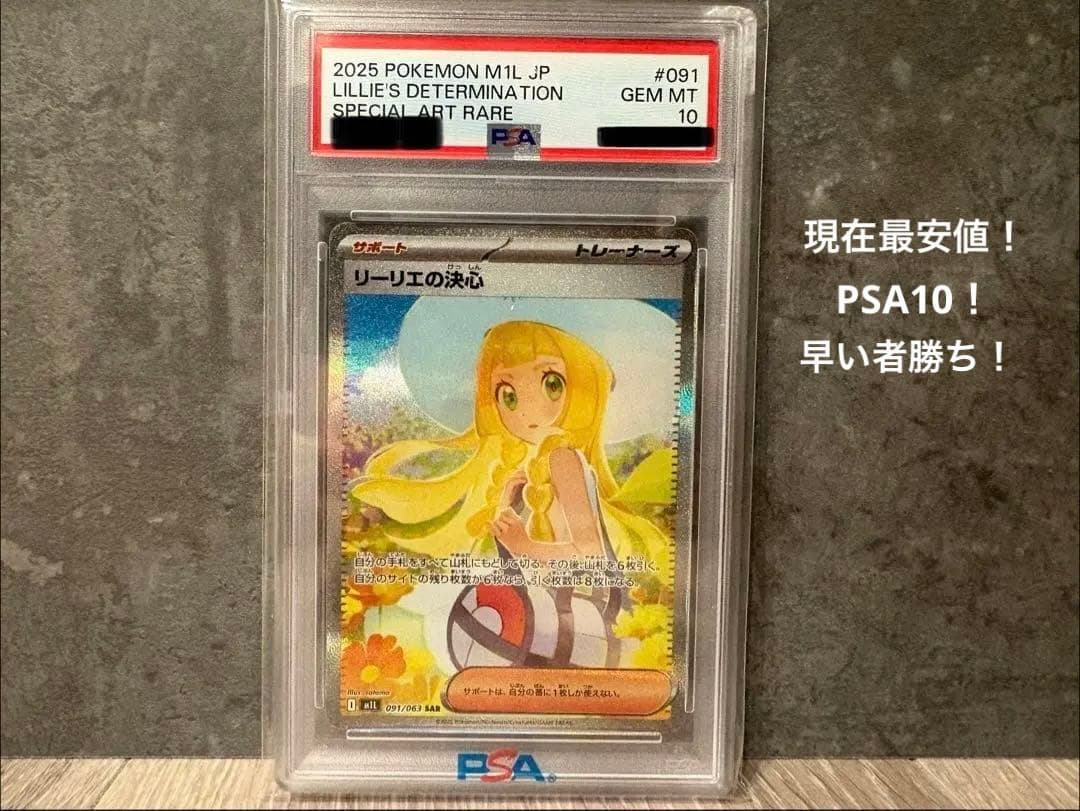 2025 POKEMON M1L JP #091
LILLIE'S DETERMINATION GEM MT
SPECIAL ART RARE 10
PSA
サポート トレーナーズ
リーリエの決心
けっしん
現在最安値！
PSA10！
早い者勝ち！
自分の手札をすべて山札にもどして切る。その後、山札を6枚引く。
自分のサイドの残り枚数が6枚なら、引く枚数は8枚になる。
サポートは、自分の番に1枚しか使えない。
Illus. satoma
I m1L 091/063 SAR
PSA